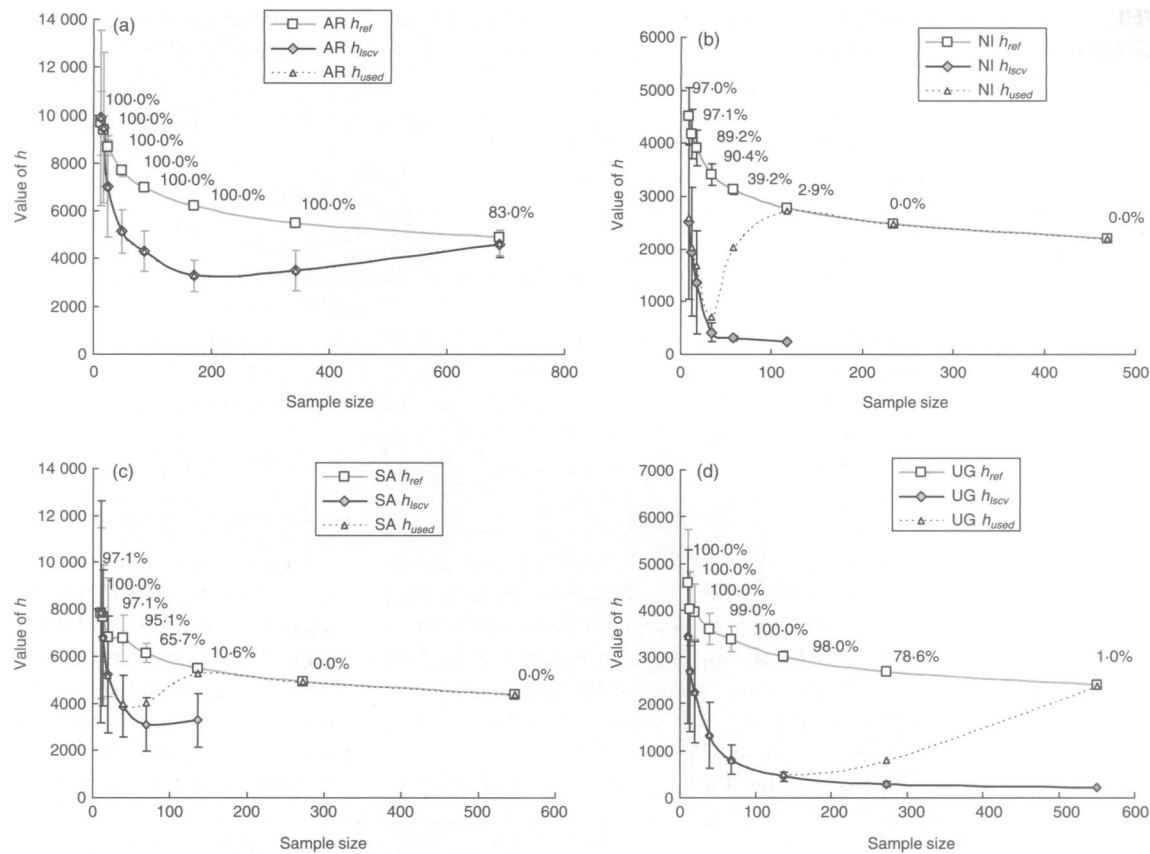 (a)
AR h_ref
AR h_lscv
AR h_used
14 000
12 000
10 000
8000
6000
4000
2000
0
Value of h
100·0%
100·0%
100·0%
100·0%
100·0%
100·0%
100·0%
83·0%
0 200 400 600 800
Sample size
(b)
NI h_ref
NI h_lscv
NI h_used
6000
5000
4000
3000
2000
1000
0
Value of h
97·0%
97·1%
89·2%
90·4%
39·2%
2·9%
0·0%
0·0%
0 100 200 300 400 500
Sample size
(c)
SA h_ref
SA h_lscv
SA h_used
14 000
12 000
10 000
8000
6000
4000
2000
0
Value of h
97·1%
100·0%
97·1%
95·1%
65·7%
10·6%
0·0%
0·0%
0 100 200 300 400 500 600
Sample size
(d)
UG h_ref
UG h_lscv
UG h_used
7000
6000
5000
4000
3000
2000
1000
0
Value of h
100·0%
100·0%
100·0%
99·0%
100·0%
98·0%
78·6%
1·0%
0 100 200 300 400 500 600
Sample size